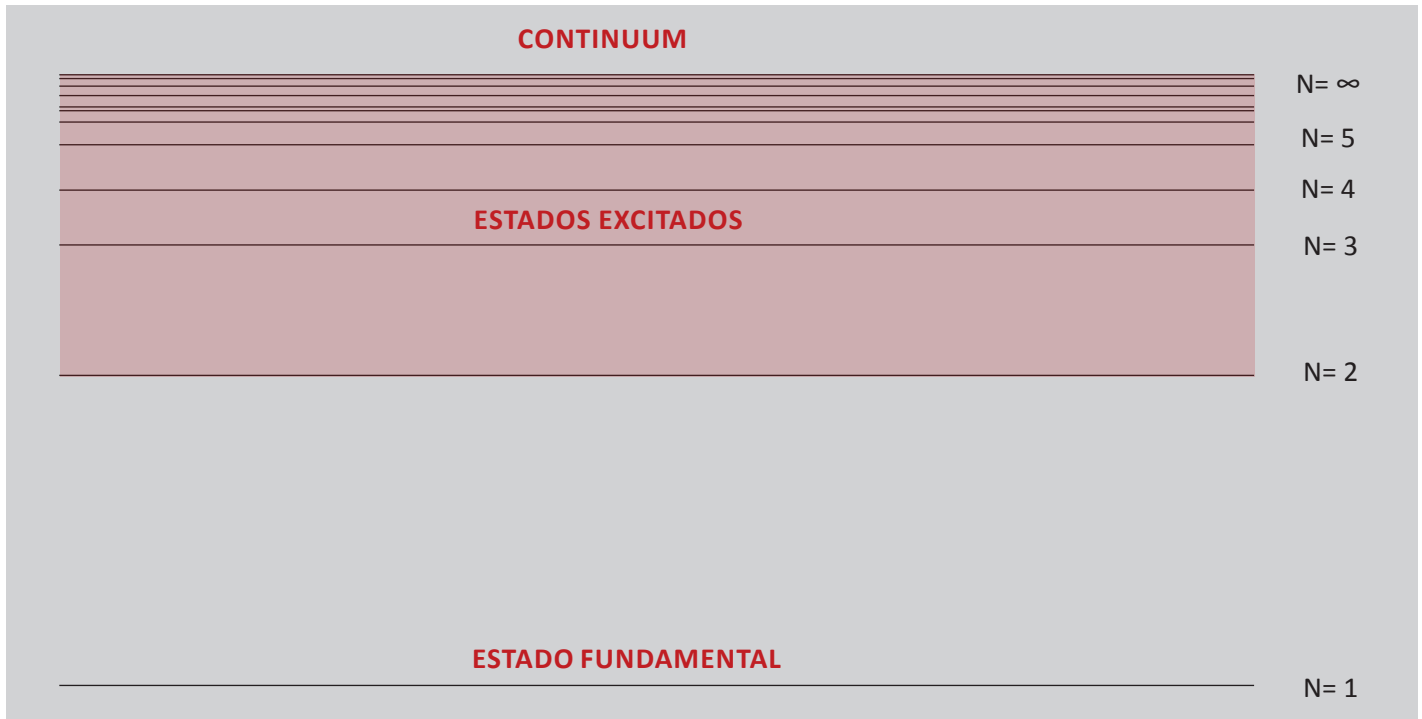 CONTINUUM
N= ∞
N= 5
N= 4
ESTADOS EXCITADOS
N= 3
N= 2
ESTADO FUNDAMENTAL
N= 1